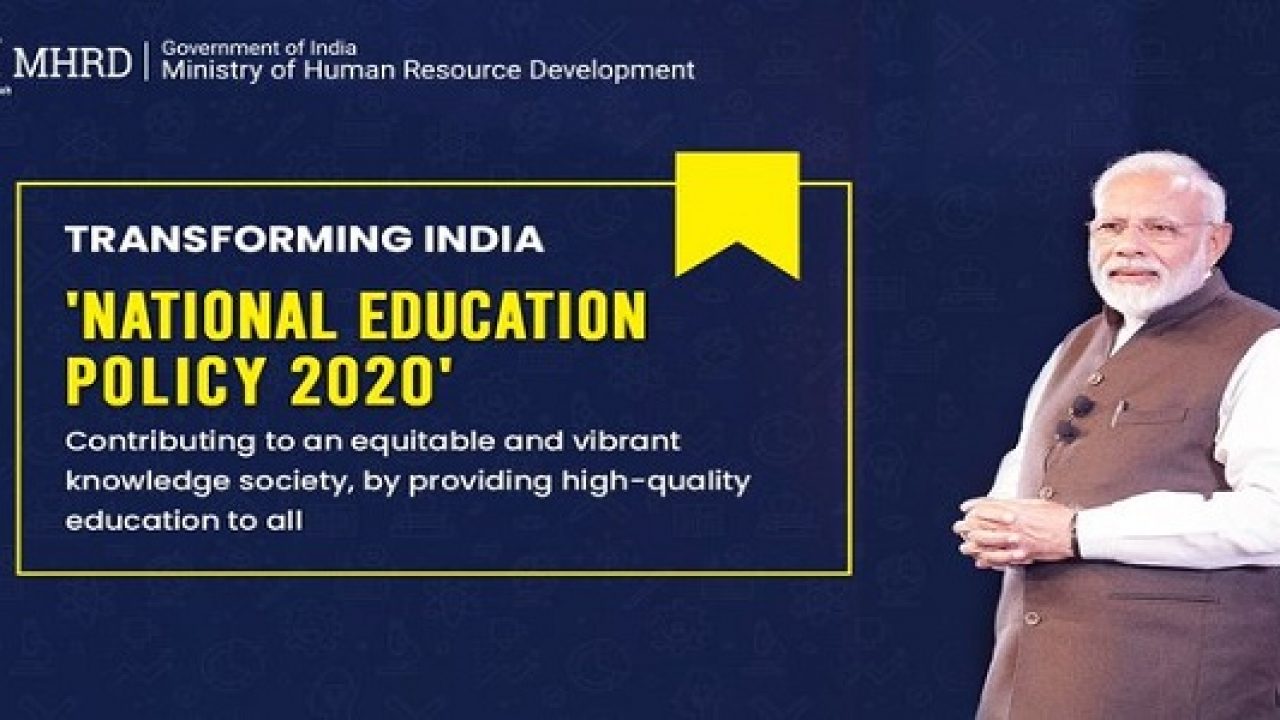 MHRD
Government of India
Ministry of Human Resource Development
TRANSFORMING INDIA
'NATIONAL EDUCATION
POLICY 2020'
Contributing to an equitable and vibrant
knowledge society, by providing high-quality
education to all